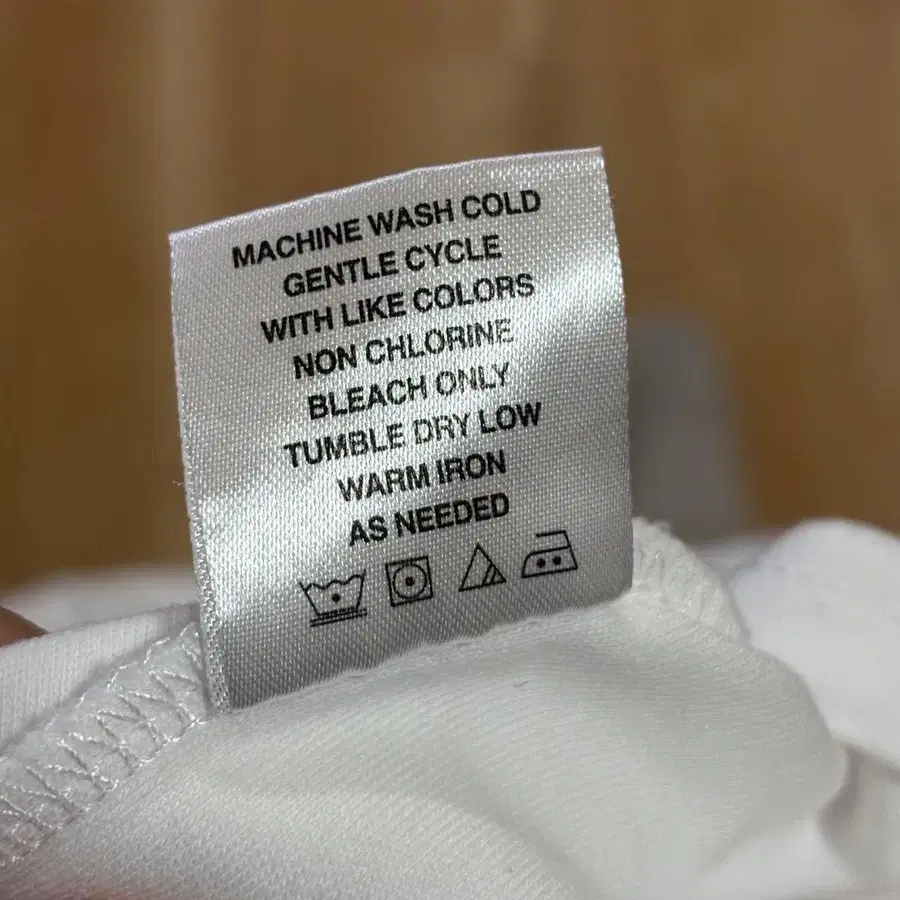 MACHINE WASH COLD
GENTLE CYCLE
WITH LIKE COLORS
NON CHLORINE
BLEACH ONLY
TUMBLE DRY LOW
WARM IRON
AS NEEDED